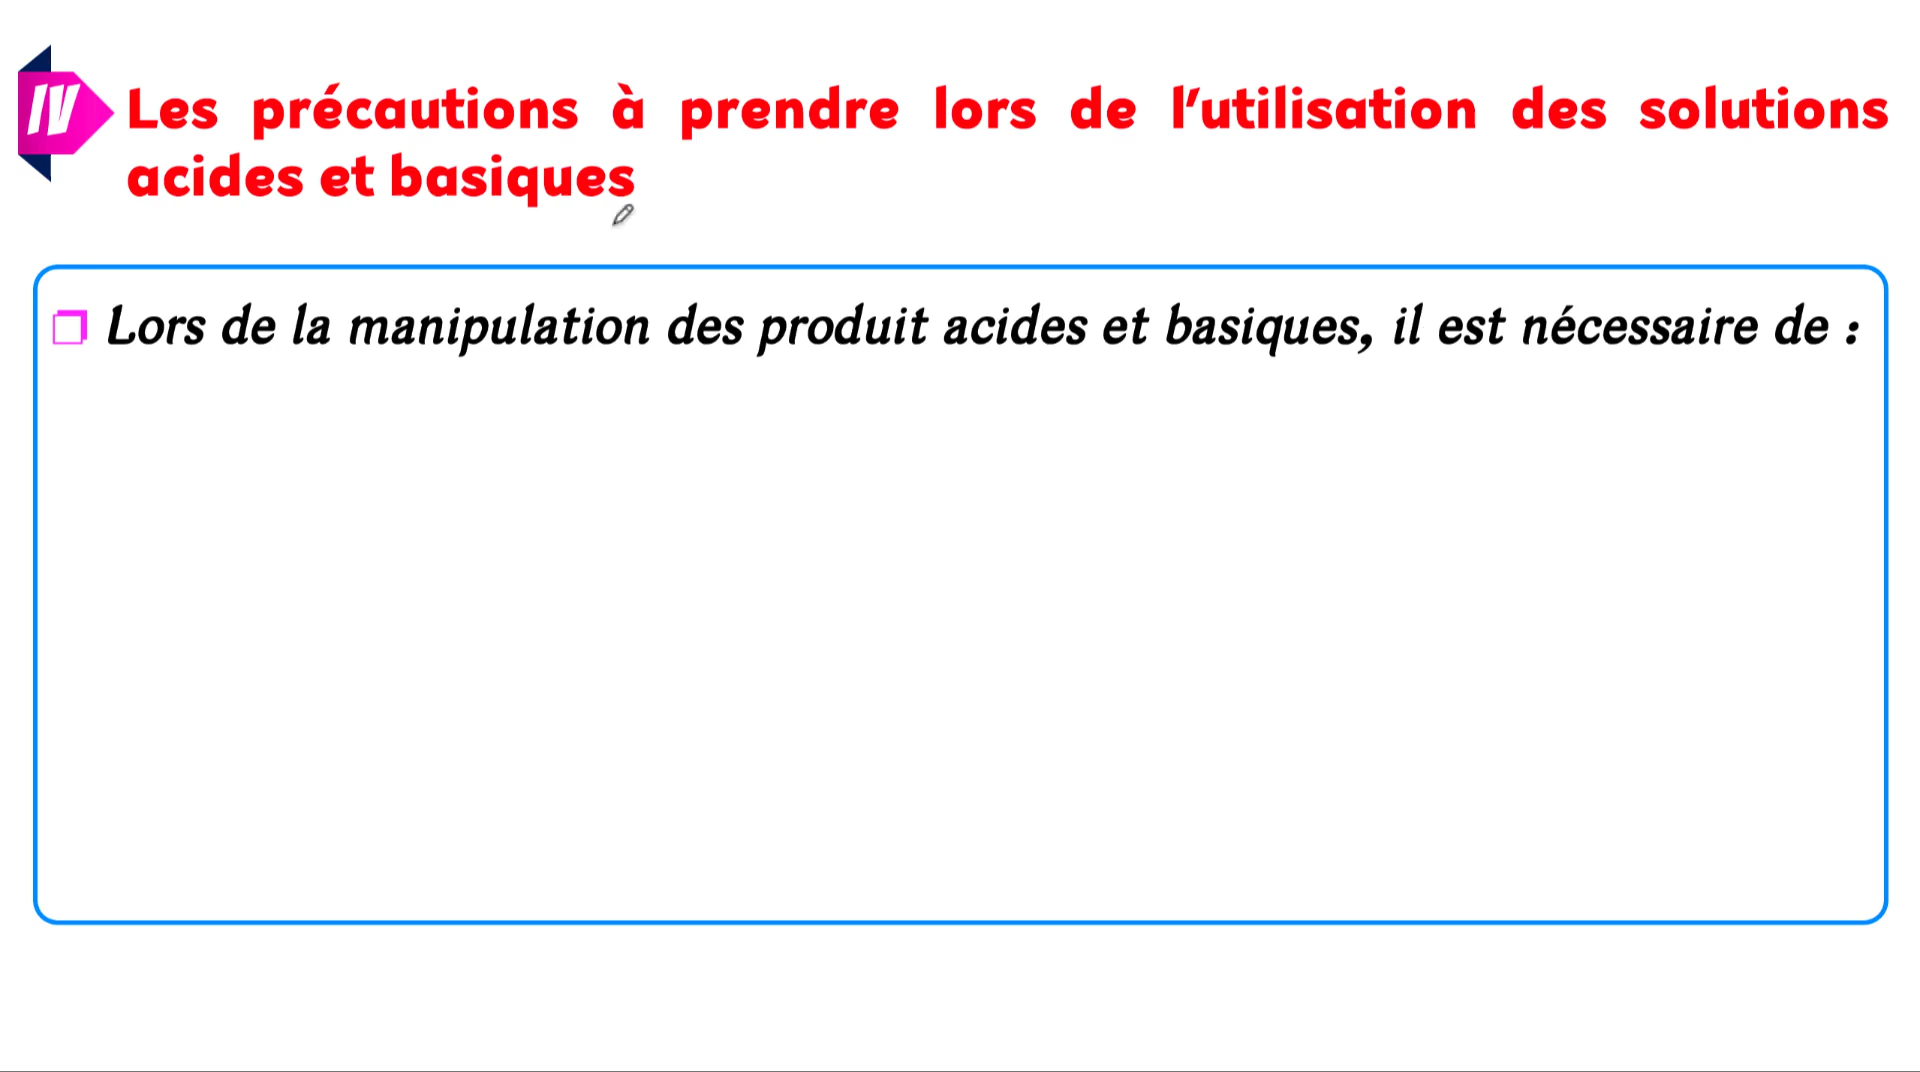 IV Les précautions à prendre lors de l'utilisation des solutions
acides et basiques
Lors de la manipulation des produit acides et basiques, il est nécessaire de :